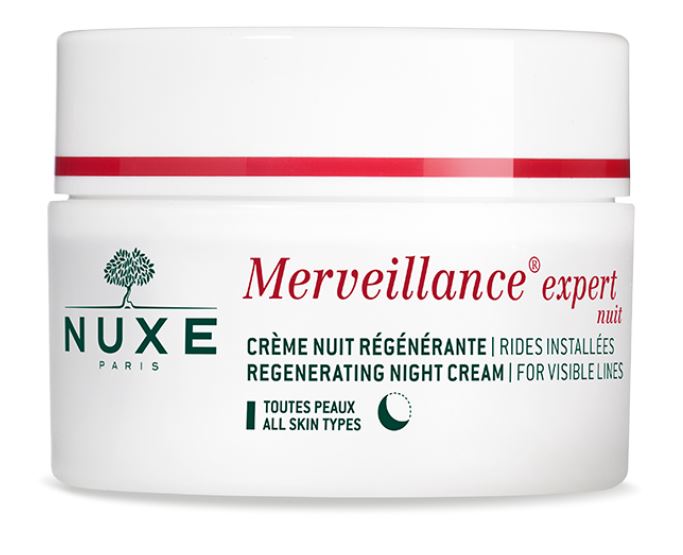 NUXE
PARIS
Merveillance® expert
nuit
CRÈME NUIT RÉGÉNÉRANTE | RIDES INSTALLÉES
REGENERATING NIGHT CREAM | FOR VISIBLE LINES
TOUTES PEAUX
ALL SKIN TYPES